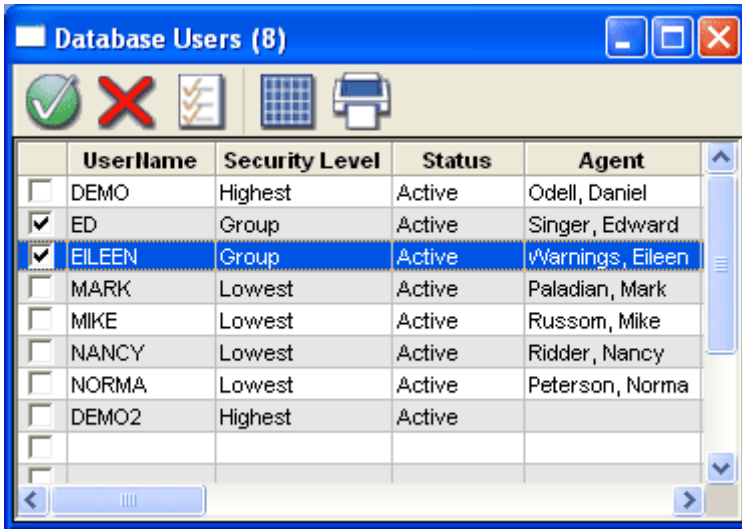 Database Users (8)
UserName Security Level Status Agent
DEMO Highest Active Odell, Daniel
ED Group Active Singer, Edward
EILEEN Group Active Warnings, Eileen
MARK Lowest Active Paladian, Mark
MIKE Lowest Active Russom, Mike
NANCY Lowest Active Ridder, Nancy
NORMA Lowest Active Peterson, Norma
DEMO2 Highest Active